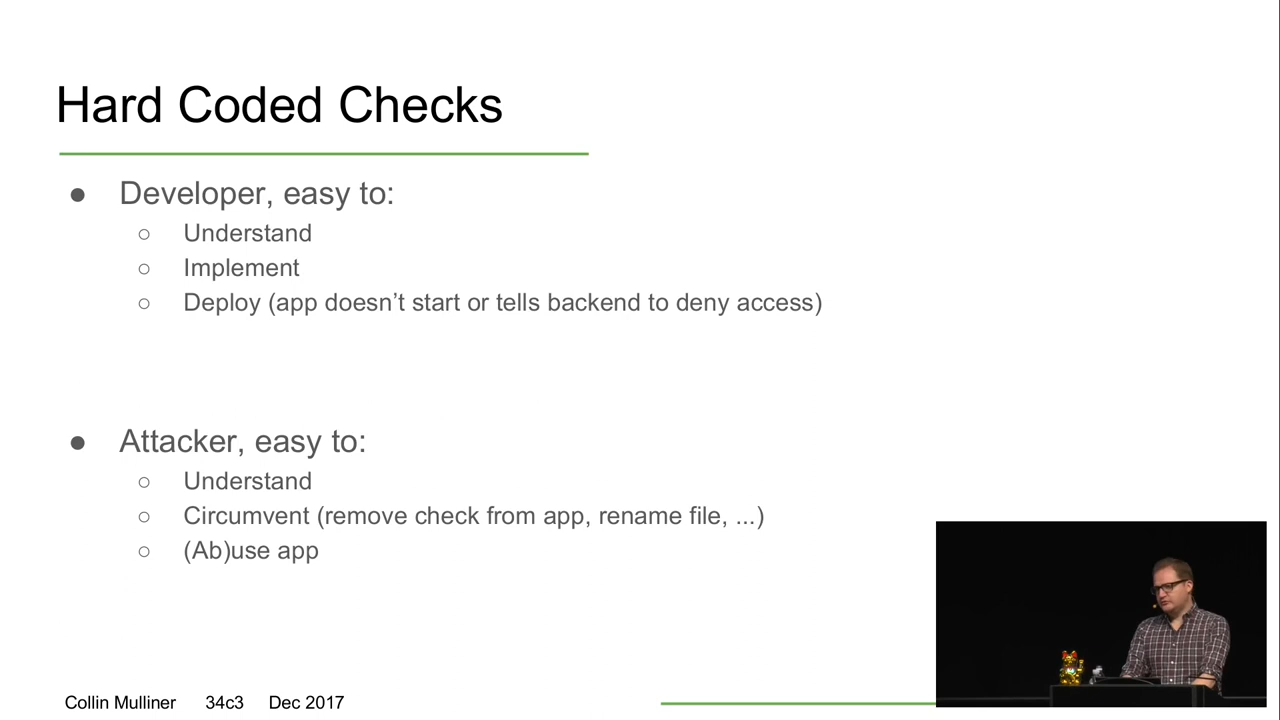 Hard Coded Checks
● Developer, easy to:
○ Understand
○ Implement
○ Deploy (app doesn’t start or tells backend to deny access)
● Attacker, easy to:
○ Understand
○ Circumvent (remove check from app, rename file, ...)
○ (Ab)use app
Collin Mulliner 34c3 Dec 2017